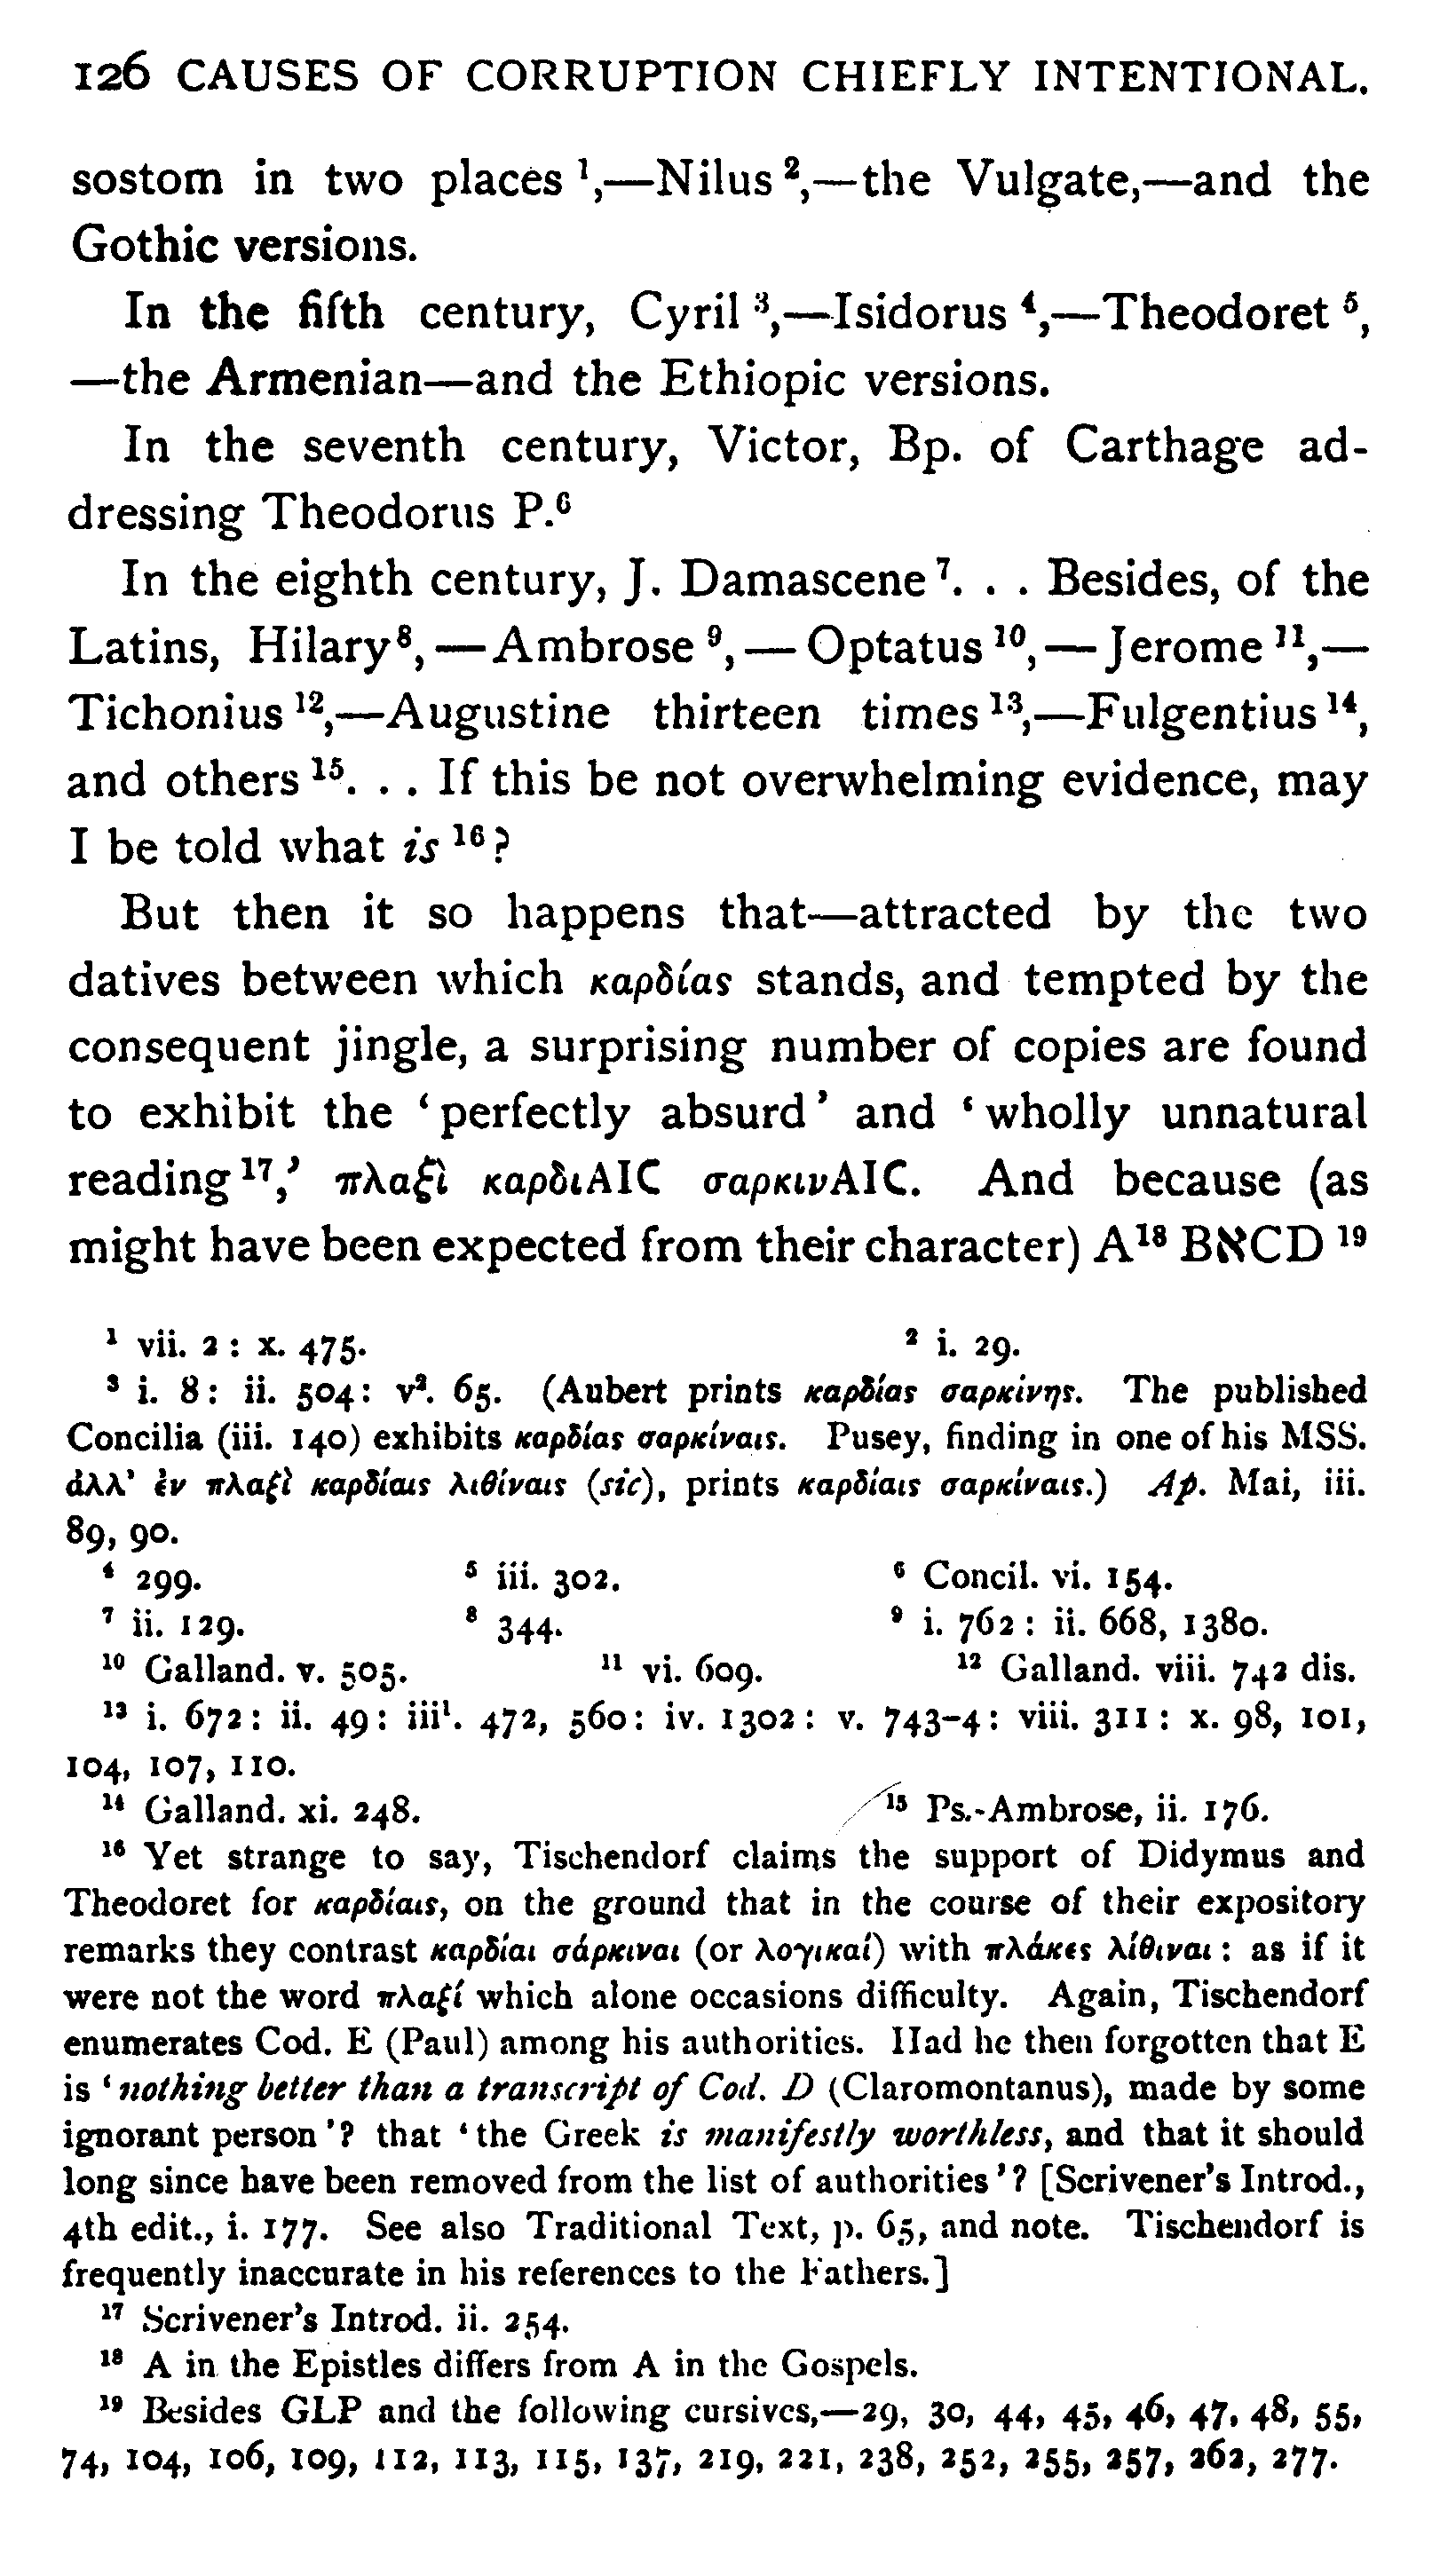 126 CAUSES OF CORRUPTION CHIEFLY INTENTIONAL.
sostom in two places ¹,—Nilus ²,—the Vulgate,—and the
Gothic versions.
In the fifth century, Cyril ³,—Isidorus ⁴,—Theodoret ⁵,
—the Armenian—and the Ethiopic versions.
In the seventh century, Victor, Bp. of Carthage ad-
dressing Theodorus P.⁶
In the eighth century, J. Damascene ⁷. . . Besides, of the
Latins, Hilary ⁸,—Ambrose ⁹,—Optatus ¹⁰,—Jerome ¹¹,—
Tichonius ¹²,—Augustine thirteen times ¹³,—Fulgentius ¹⁴,
and others ¹⁵. . . If this be not overwhelming evidence, may
I be told what is ¹⁶?
But then it so happens that—attracted by the two
datives between which καρδίας stands, and tempted by the
consequent jingle, a surprising number of copies are found
to exhibit the ‘perfectly absurd’ and ‘wholly unnatural
reading ¹⁷,’ πλαξὶ καρδιΑΙC σαρκινΑΙC. And because (as
might have been expected from their character) A¹⁸ BℵCD ¹⁹
¹ vii. 2 : x. 475. ² i. 29.
³ i. 8 : ii. 504 : v². 65. (Aubert prints καρδίας σαρκίνης. The published
Concilia (iii. 140) exhibits καρδίας σαρκίναις. Pusey, finding in one of his MSS.
ἀλλ’ ἐν πλαξὶ καρδίαις λιθίναις (sic), prints καρδίαις σαρκίναις.) Ap. Mai, iii.
89, 90.
⁴ 299. ⁵ iii. 302. ⁶ Concil. vi. 154.
⁷ ii. 129. ⁸ 344. ⁹ i. 762 : ii. 668, 1380.
¹⁰ Galland. v. 505. ¹¹ vi. 609. ¹² Galland. viii. 742 dis.
¹³ i. 672 : ii. 49 : iii¹. 472, 560 : iv. 1302 : v. 743-4 : viii. 311 : x. 98, 101,
104, 107, 110.
¹⁴ Galland. xi. 248. ¹⁵ Ps.-Ambrose, ii. 176.
¹⁶ Yet strange to say, Tischendorf claims the support of Didymus and
Theodoret for καρδίαις, on the ground that in the course of their expository
remarks they contrast καρδίαι σάρκιναι (or λογικαί) with πλάκες λίθιναι : as if it
were not the word πλαξί which alone occasions difficulty. Again, Tischendorf
enumerates Cod. E (Paul) among his authorities. Had he then forgotten that E
is ‘nothing better than a transcript of Cod. D (Claromontanus), made by some
ignorant person’? that ‘the Greek is manifestly worthless, and that it should
long since have been removed from the list of authorities’? [Scrivener’s Introd.,
4th edit., i. 177. See also Traditional Text, p. 65, and note. Tischendorf is
frequently inaccurate in his references to the Fathers.]
¹⁷ Scrivener’s Introd. ii. 254.
¹⁸ A in the Epistles differs from A in the Gospels.
¹⁹ Besides GLP and the following cursives,—29, 30, 44, 45, 46, 47, 48, 55,
74, 104, 106, 109, 112, 113, 115, 137, 219, 221, 238, 252, 255, 257, 262, 277.